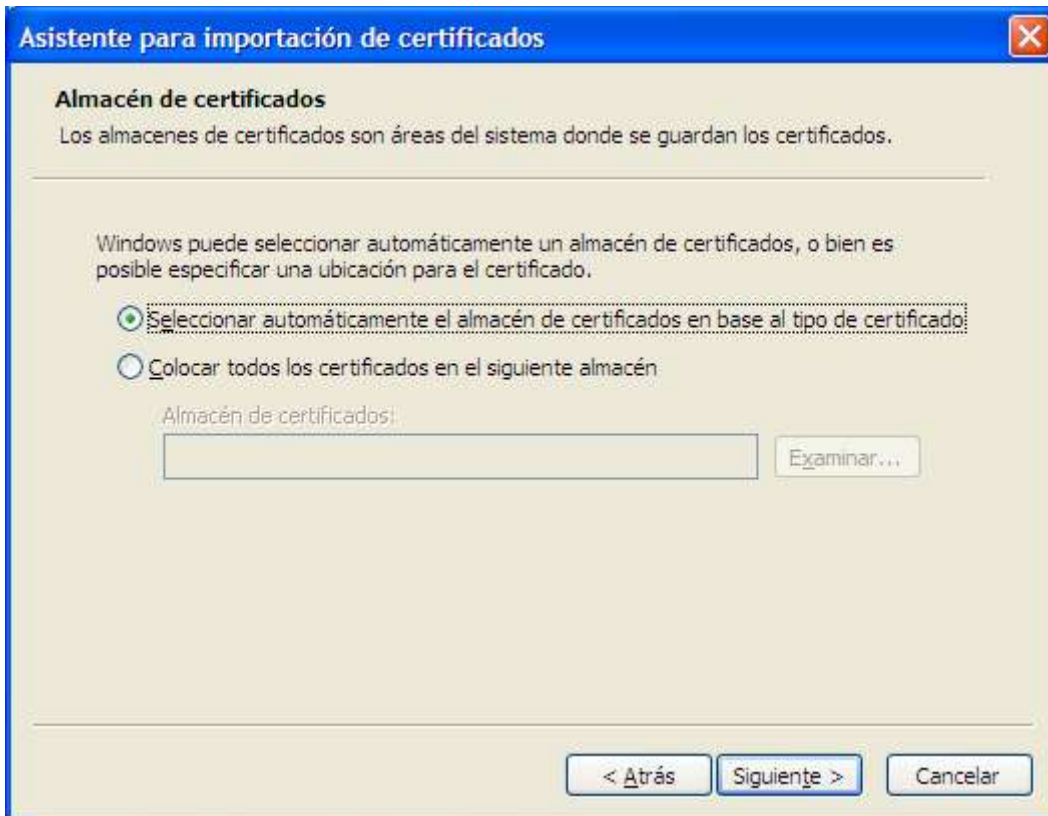 Asistente para importación de certificados
Almacén de certificados
Los almacenes de certificados son áreas del sistema donde se guardan los certificados.
Windows puede seleccionar automáticamente un almacén de certificados, o bien es
posible especificar una ubicación para el certificado.
Seleccionar automáticamente el almacén de certificados en base al tipo de certificado
Colocar todos los certificados en el siguiente almacén
Almacén de certificados:
Examinar...
< Atrás
Siguiente >
Cancelar